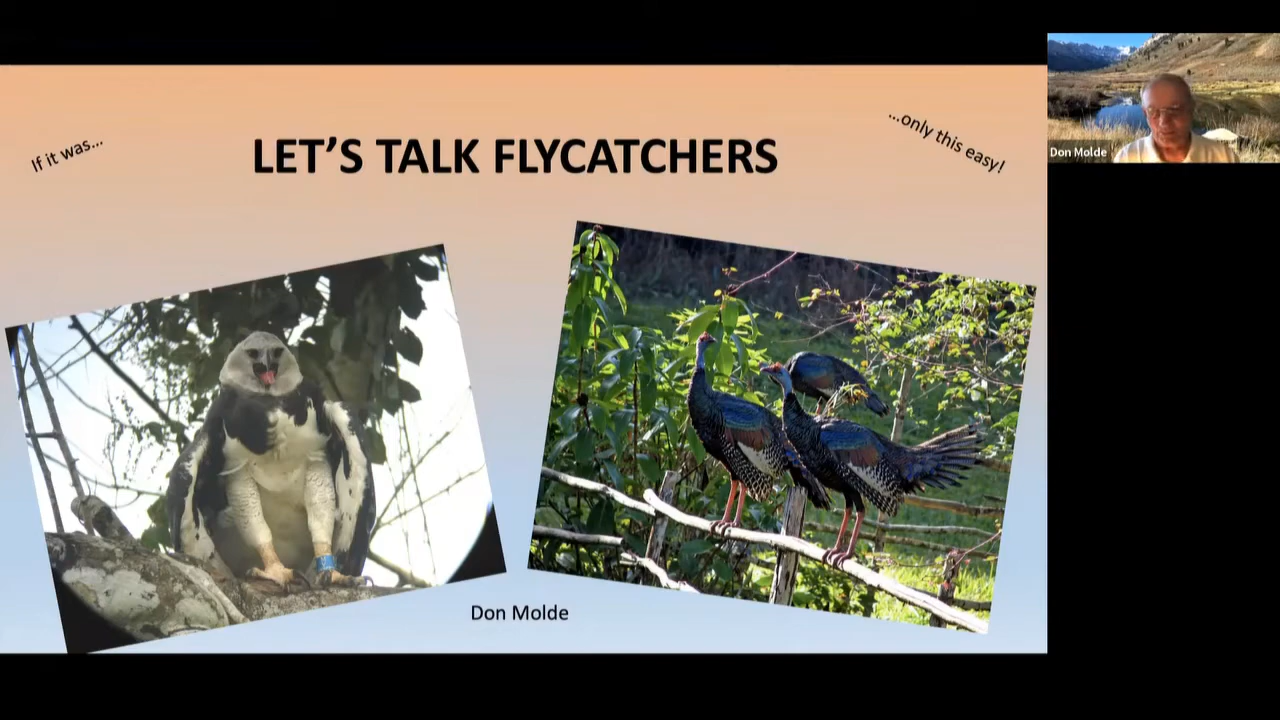 If it was...
...only this easy!
LET'S TALK FLYCATCHERS
Don Molde
Don Molde